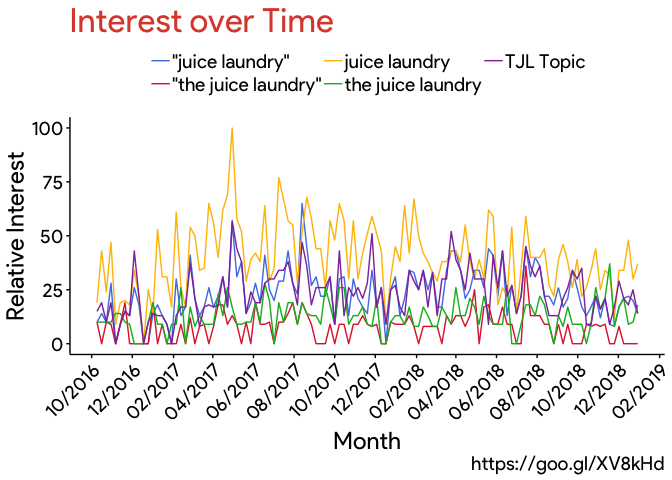 Interest over Time
"juice laundry" juice laundry TJL Topic
"the juice laundry" the juice laundry
Relative Interest
100
75
50
25
0
10/2016 12/2016 02/2017 04/2017 06/2017 08/2017 10/2017 12/2017 02/2018 04/2018 06/2018 08/2018 10/2018 12/2018 02/2019
Month
https://goo.gl/XV8kHd